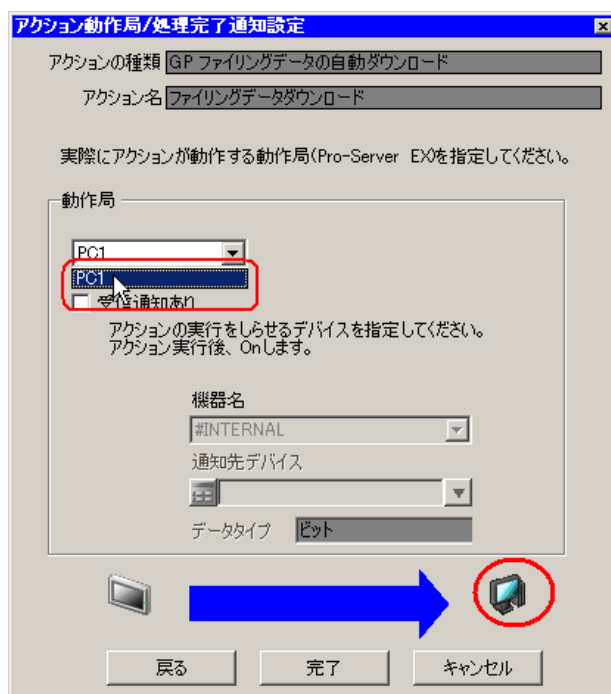 アクション動作局/処理完了通知設定
アクションの種類 GP ファイリングデータの自動ダウンロード
アクション名 ファイリングデータダウンロード
実際にアクションが動作する動作局(Pro-Server EX)を指定してください。
動作局
PC1
PC1
受信通知あり
アクションの実行をしらせるデバイスを指定してください。
アクション実行後、Onします。
機器名
#INTERNAL
通知先デバイス
データタイプ ビット
戻る 完了 キャンセル